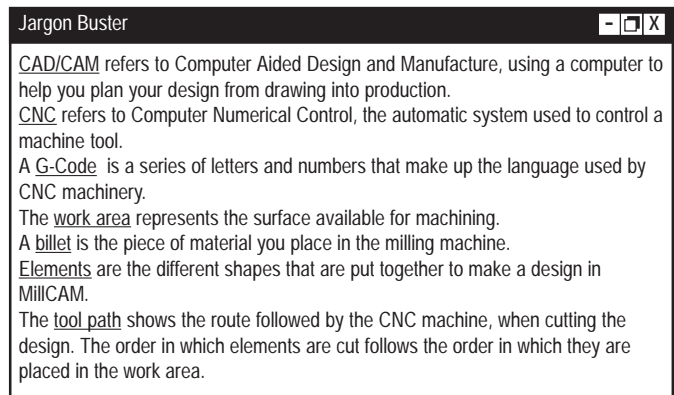 Jargon Buster - X
CAD/CAM refers to Computer Aided Design and Manufacture, using a computer to
help you plan your design from drawing into production.
CNC refers to Computer Numerical Control, the automatic system used to control a
machine tool.
A G-Code is a series of letters and numbers that make up the language used by
CNC machinery.
The work area represents the surface available for machining.
A billet is the piece of material you place in the milling machine.
Elements are the different shapes that are put together to make a design in
MillCAM.
The tool path shows the route followed by the CNC machine, when cutting the
design. The order in which elements are cut follows the order in which they are
placed in the work area.